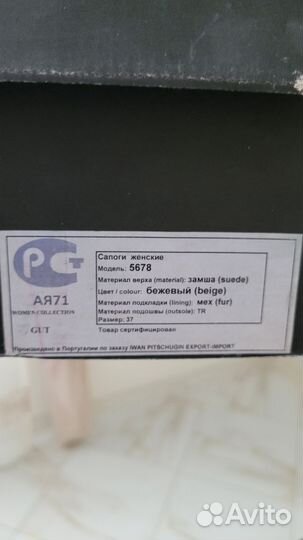 РСТ
АЯ71
WOMEN COLLECTION
GUT
Сапоги женские
Модель: 5678
Материал верха (material): замша (suede)
Цвет / colour: бежевый (beige)
Материал подкладки (lining): мех (fur)
Материал подошвы (outsole): TR
Размер: 37
Товар сертифицирован
Произведено в Португалии по заказу IWAN PITSCHUGIN EXPORT-IMPORT
Avito